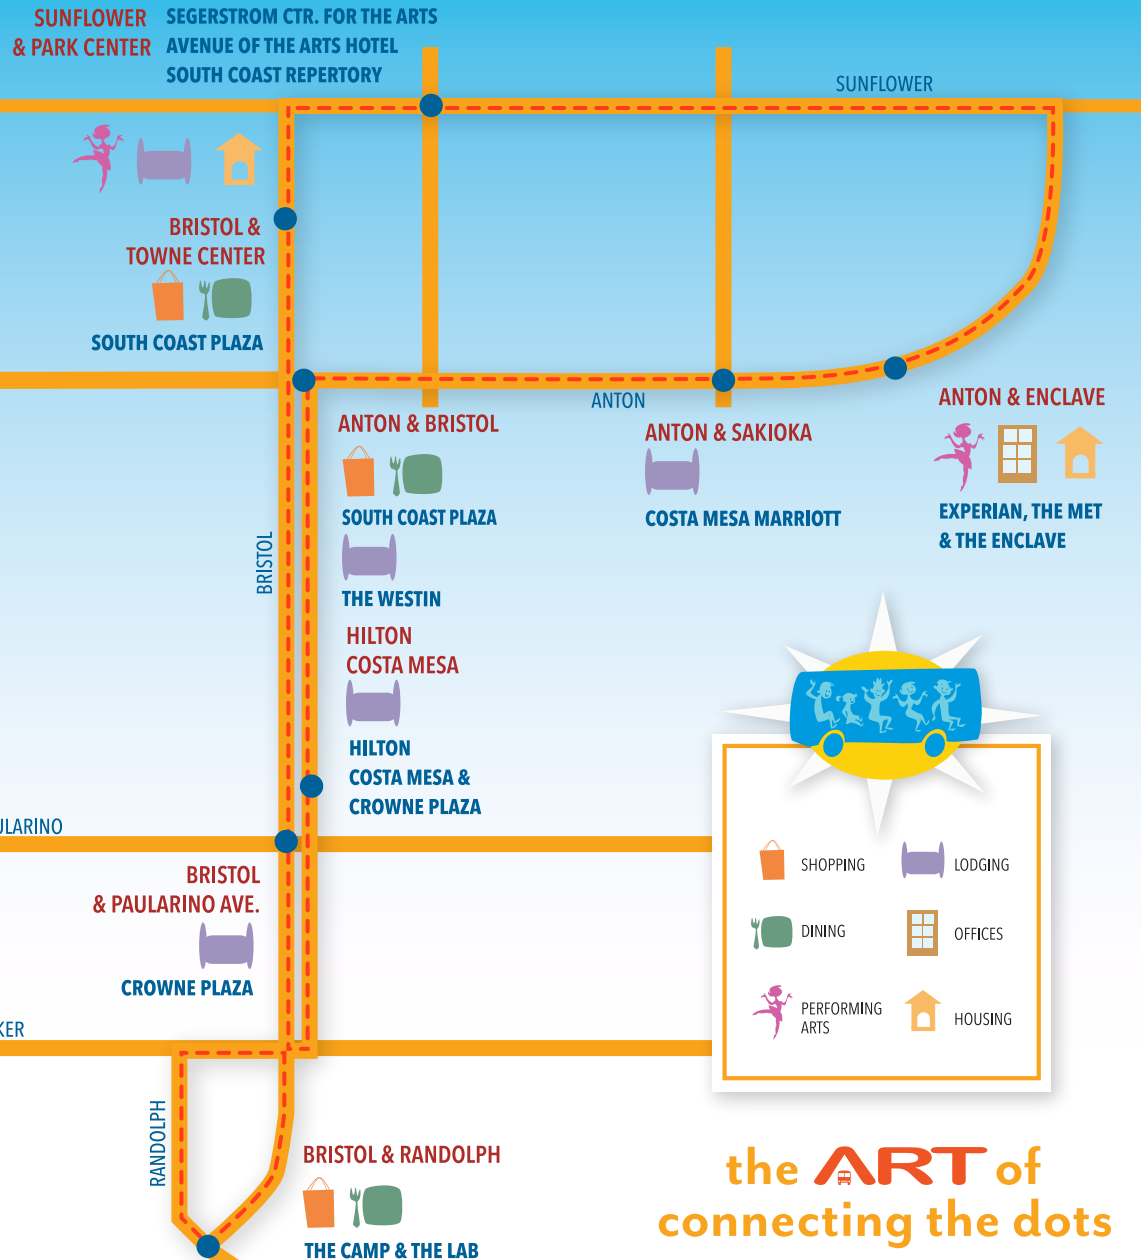 SUNFLOWER
& PARK CENTER
SEGERSTROM CTR. FOR THE ARTS
AVENUE OF THE ARTS HOTEL
SOUTH COAST REPERTORY
SUNFLOWER
BRISTOL &
TOWNE CENTER
SOUTH COAST PLAZA
ANTON
ANTON & BRISTOL
SOUTH COAST PLAZA
THE WESTIN
ANTON & SAKIOKA
COSTA MESA MARRIOTT
ANTON & ENCLAVE
EXPERIAN, THE MET
& THE ENCLAVE
BRISTOL
HILTON
COSTA MESA
HILTON
COSTA MESA &
CROWNE PLAZA
ULARINO
BRISTOL
& PAULARINO AVE.
CROWNE PLAZA
KER
SHOPPING
LODGING
DINING
OFFICES
PERFORMING
ARTS
HOUSING
RANDOLPH
BRISTOL & RANDOLPH
THE CAMP & THE LAB
the ART of
connecting the dots